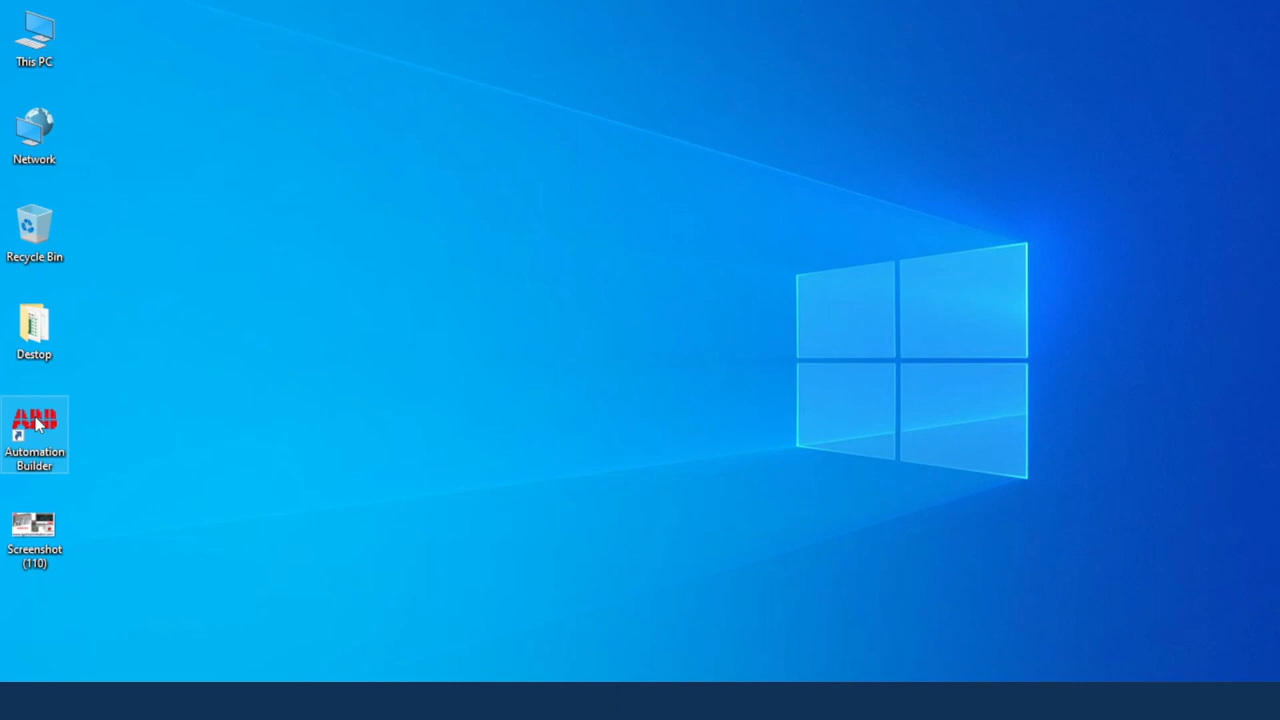 This PC
Network
Recycle Bin
Destop
ABB
Automation
Builder
Screenshot
(110)